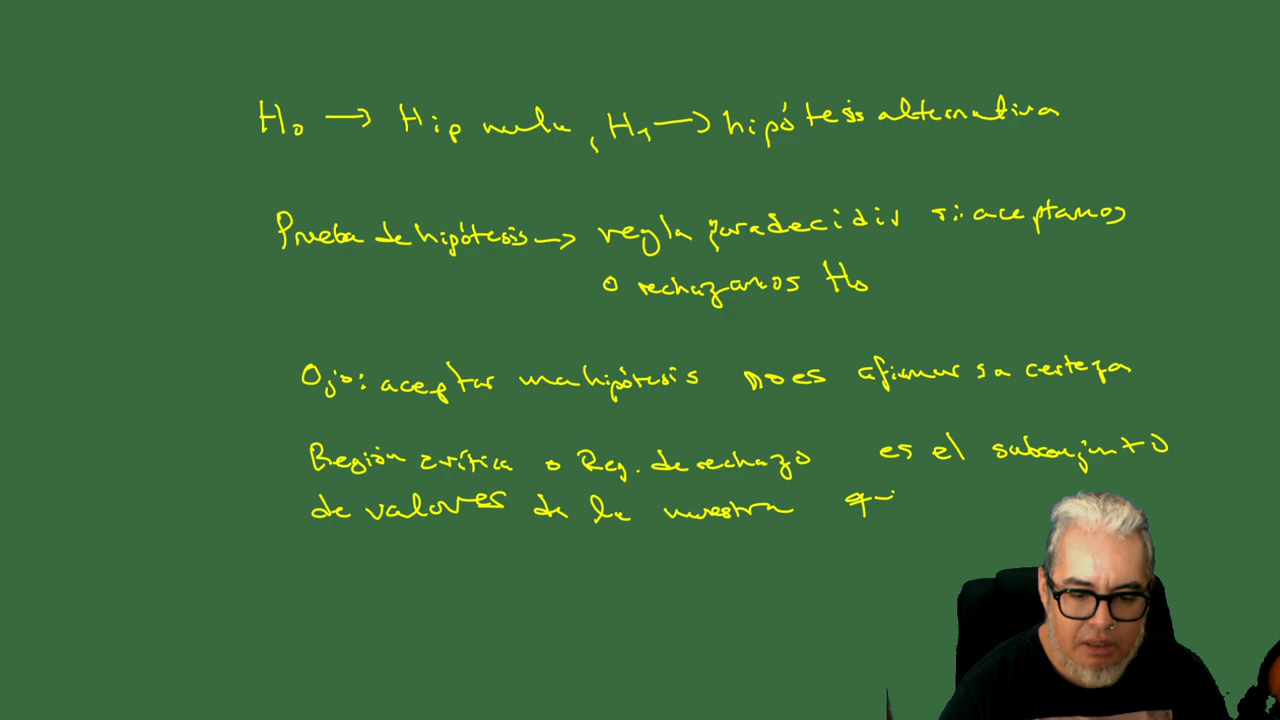 H₀ → Hip nula, H₁ → hipótesis alternativa
Prueba de hipótesis → regla para decidir si aceptamos
o rechazamos H₀
Ojo: aceptar una hipótesis no es afirmar su certeza
Región crítica o Reg. de rechazo es el subconjunto
de valores de la muestra